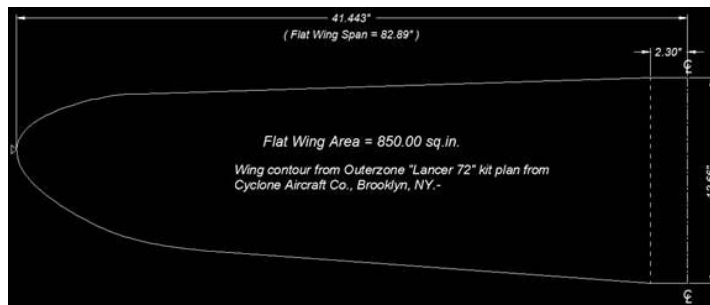 41.443"
( Flat Wing Span = 82.89" )
2.30"
Flat Wing Area = 850.00 sq.in.
Wing contour from Outerzone "Lancer 72" kit plan from
Cyclone Aircraft Co., Brooklyn, NY.-